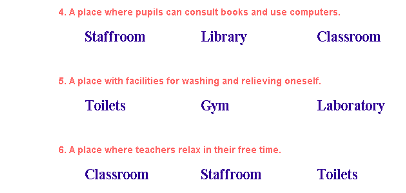 4. A place where pupils can consult books and use computers.
Staffroom Library Classroom
5. A place with facilities for washing and relieving oneself.
Toilets Gym Laboratory
6. A place where teachers relax in their free time.
Classroom Staffroom Toilets